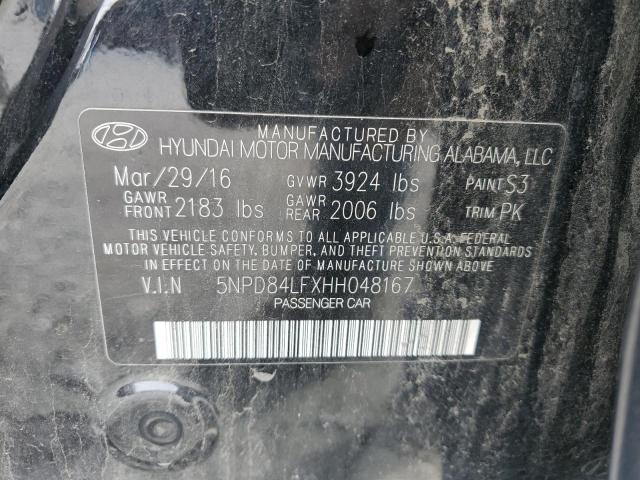 MANUFACTURED BY
HYUNDAI MOTOR MANUFACTURING ALABAMA, LLC
Mar/29/16 GVWR 3924 lbs PAINT S3
GAWR FRONT 2183 lbs GAWR REAR 2006 lbs TRIM PK
THIS VEHICLE CONFORMS TO ALL APPLICABLE U.S.A. FEDERAL
MOTOR VEHICLE SAFETY, BUMPER, AND THEFT PREVENTION STANDARDS
IN EFFECT ON THE DATE OF MANUFACTURE SHOWN ABOVE
V.I.N 5NPD84LFXHH048167
PASSENGER CAR